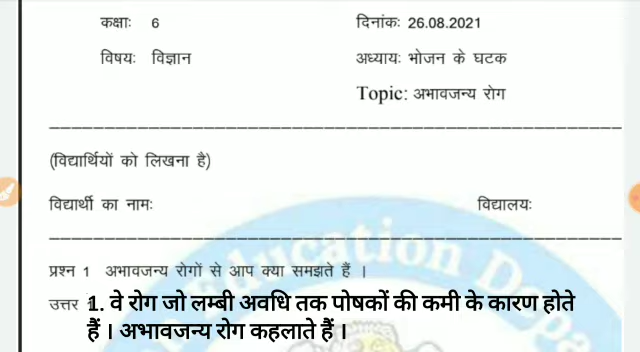 कक्षाः 6 दिनांकः 26.08.2021
विषयः विज्ञान अध्यायः भोजन के घटक
Topic: अभावजन्य रोग
(विद्यार्थियों को लिखना है)
विद्यार्थी का नामः विद्यालयः
प्रश्न 1 अभावजन्य रोगों से आप क्या समझते हैं ।
उत्तर 1. वे रोग जो लम्बी अवधि तक पोषकों की कमी के कारण होते
हैं । अभावजन्य रोग कहलाते हैं ।